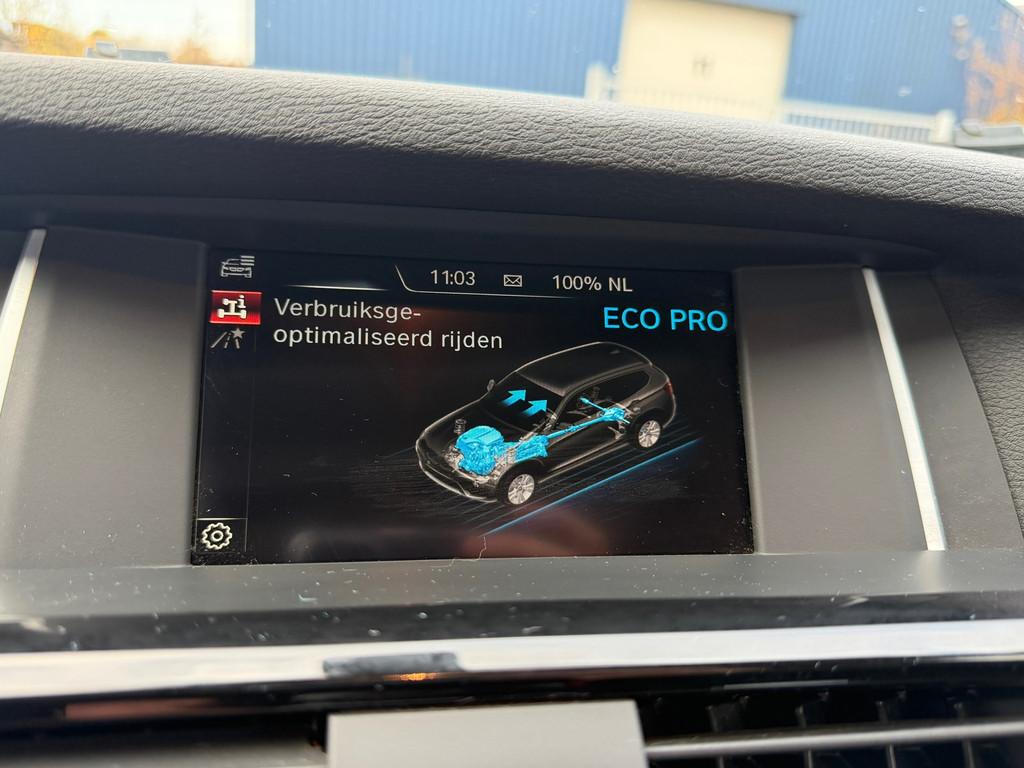 11:03
100% NL
Verbruiksge-
optimaliseerd rijden
ECO PRO